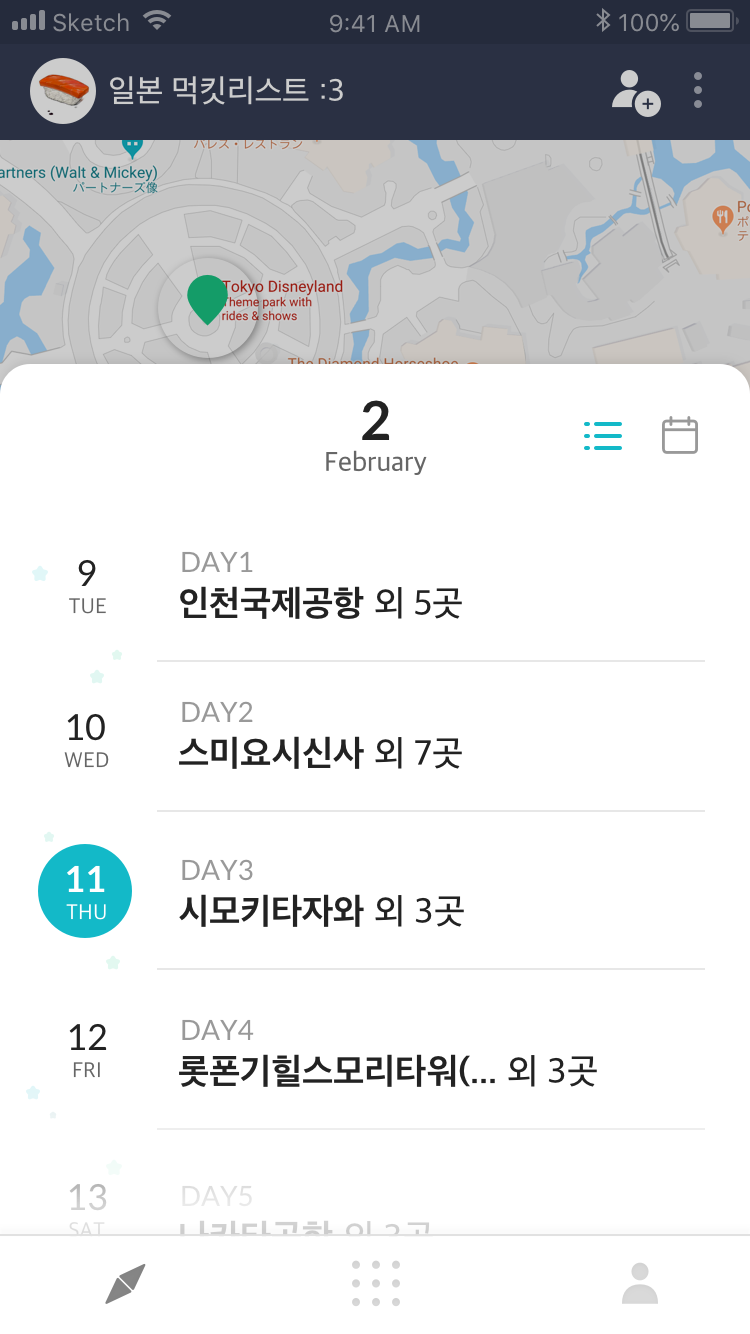 Sketch 9:41 AM 100%
일본 먹킷리스트 :3
パレス・レストラン
artners (Walt & Mickey)
パートナーズ像
Tokyo Disneyland
Theme park with
rides & shows
The Diamond Horseshoe
2
February
9
TUE
DAY1
인천국제공항 외 5곳
10
WED
DAY2
스미요시신사 외 7곳
11
THU
DAY3
시모키타자와 외 3곳
12
FRI
DAY4
롯폰기힐스모리타워(... 외 3곳
13
SAT
DAY5